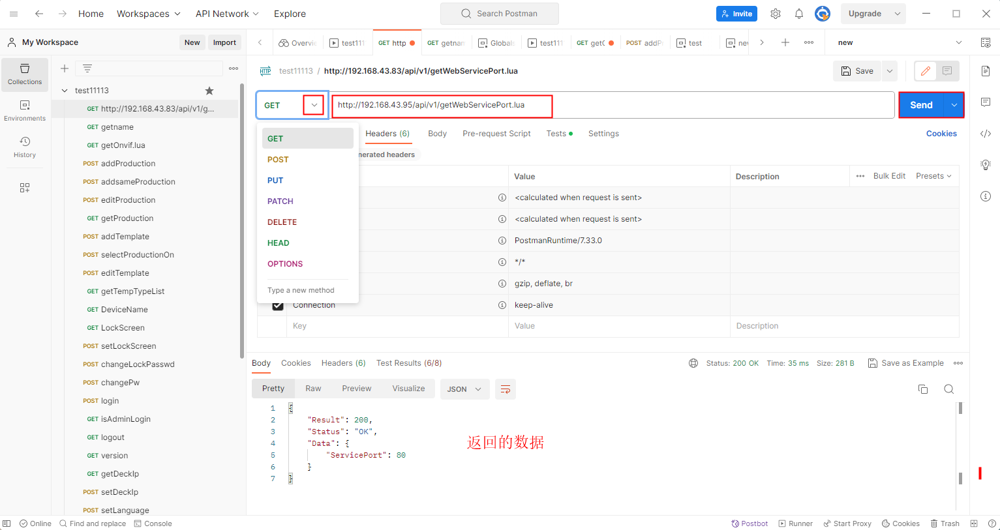 Home Workspaces API Network Explore Search Postman Invite Upgrade
My Workspace New Import
Overvi test111 GET http GET getnam Globals test111 GET getO POST addPr test new
Collections
Environments
History
test11113
GET http://192.168.43.83/api/v1/g...
GET getname
GET getOnvif.lua
POST addProduction
POST addsameProduction
POST editProduction
GET getProduction
POST addTemplate
POST selectProductionOn
POST editTemplate
GET getTempTypeList
GET DeviceName
GET LockScreen
POST setLockScreen
POST changeLockPasswd
POST changePw
POST login
GET isAdminLogin
GET logout
GET version
GET getDeckIp
POST setDeckIp
POST setLanguage
HTTP test11113 / http://192.168.43.83/api/v1/getWebServicePort.lua Save
GET http://192.168.43.95/api/v1/getWebServicePort.lua Send
Headers (6) Body Pre-request Script Tests Settings Cookies
GET
POST
PUT
PATCH
DELETE
HEAD
OPTIONS
Type a new method
nerated headers
Value Description Bulk Edit Presets
<calculated when request is sent>
<calculated when request is sent>
PostmanRuntime/7.33.0
*/*
gzip, deflate, br
Connection keep-alive
Key Value Description
Body Cookies Headers (6) Test Results (6/8) Status: 200 OK Time: 35 ms Size: 281 B Save as Example
Pretty Raw Preview Visualize JSON
1 {
2 "Result": 200,
3 "Status": "OK",
4 "Data": {
5 "ServicePort": 80
6 }
7 }
返回的数据
Online Find and replace Console Postbot Runner Start Proxy Cookies Trash